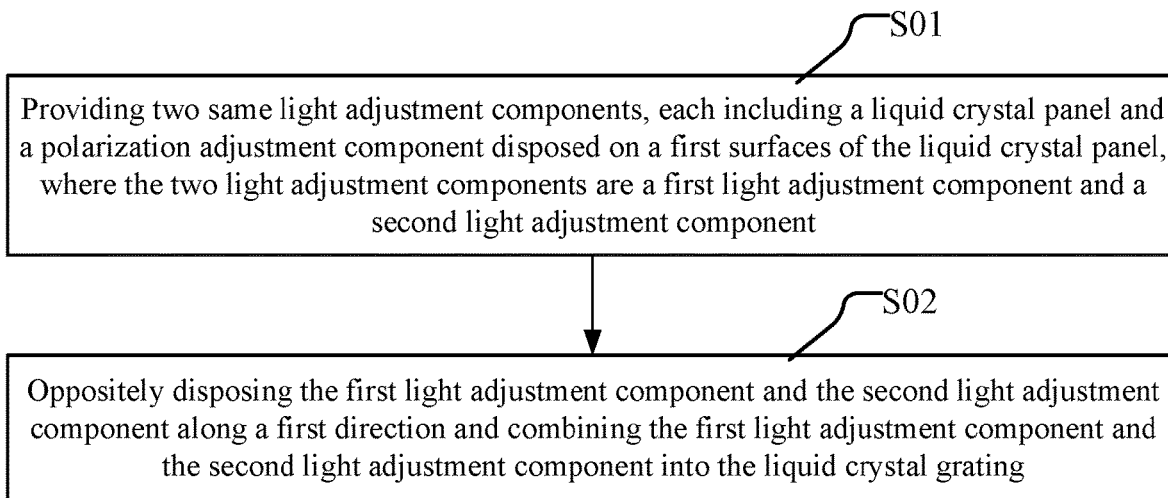 S01
Providing two same light adjustment components, each including a liquid crystal panel and
a polarization adjustment component disposed on a first surfaces of the liquid crystal panel,
where the two light adjustment components are a first light adjustment component and a
second light adjustment component
S02
Oppositely disposing the first light adjustment component and the second light adjustment
component along a first direction and combining the first light adjustment component and
the second light adjustment component into the liquid crystal grating